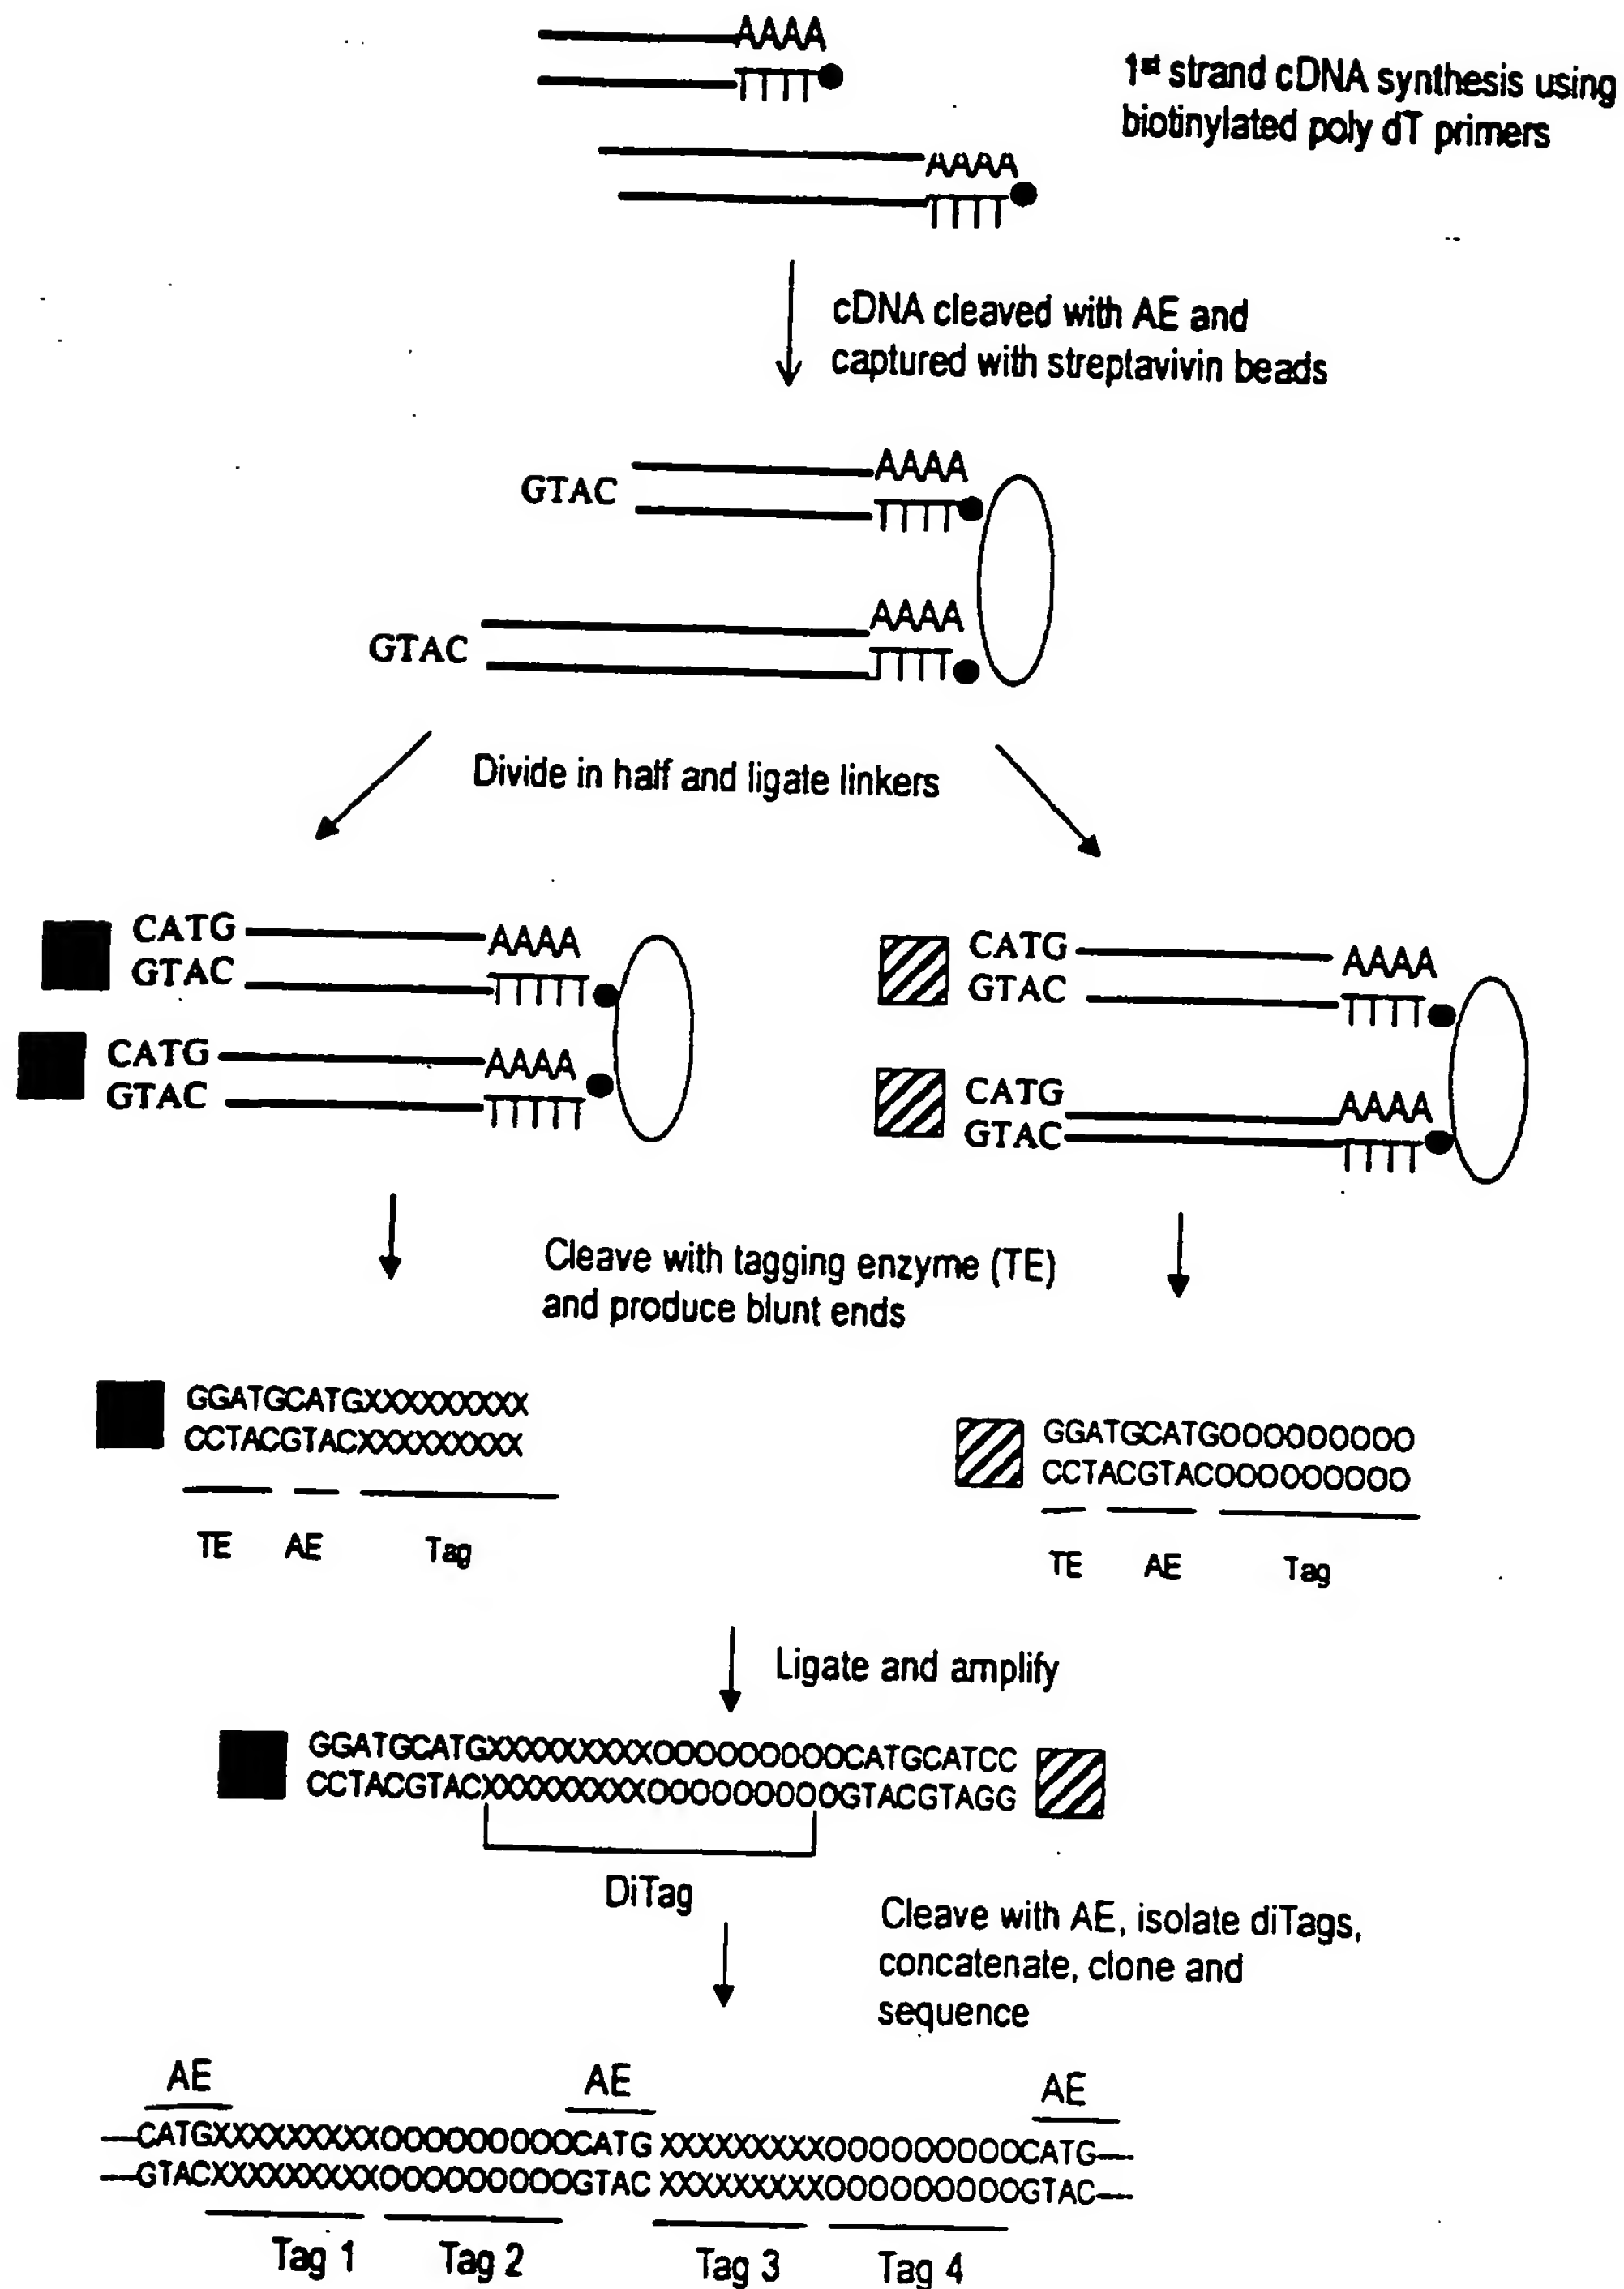 AAAA
TTTT
1st strand cDNA synthesis using
biotinylated poly dT primers
AAAA
TTTT
cDNA cleaved with AE and
captured with streptavivin beads
AAAA
GTAC
TTTT
AAAA
GTAC
TTTT
Divide in half and ligate linkers
CATG AAAA
GTAC TTTTT
CATG AAAA
GTAC TTTTT
CATG AAAA
GTAC TTTT
CATG AAAA
GTAC TTTT
Cleave with tagging enzyme (TE)
and produce blunt ends
GGATGCATGXXXXXXXXX
CCTACGTACXXXXXXXXX
TE AE Tag
GGATGCATGOOOOOOOOO
CCTACGTACOOOOOOOOO
TE AE Tag
Ligate and amplify
GGATGCATGXXXXXXXXXOOOOOOOOOCATGCATCC
CCTACGTACXXXXXXXXXOOOOOOOOOGTACGTAGG
DiTag
Cleave with AE, isolate diTags,
concatenate, clone and
sequence
AE AE AE
—CATGXXXXXXXXXOOOOOOOOOCATG XXXXXXXXXOOOOOOOOOCATG—
—GTACXXXXXXXXXOOOOOOOOOGTAC XXXXXXXXXOOOOOOOOOGTAC—
Tag 1 Tag 2 Tag 3 Tag 4